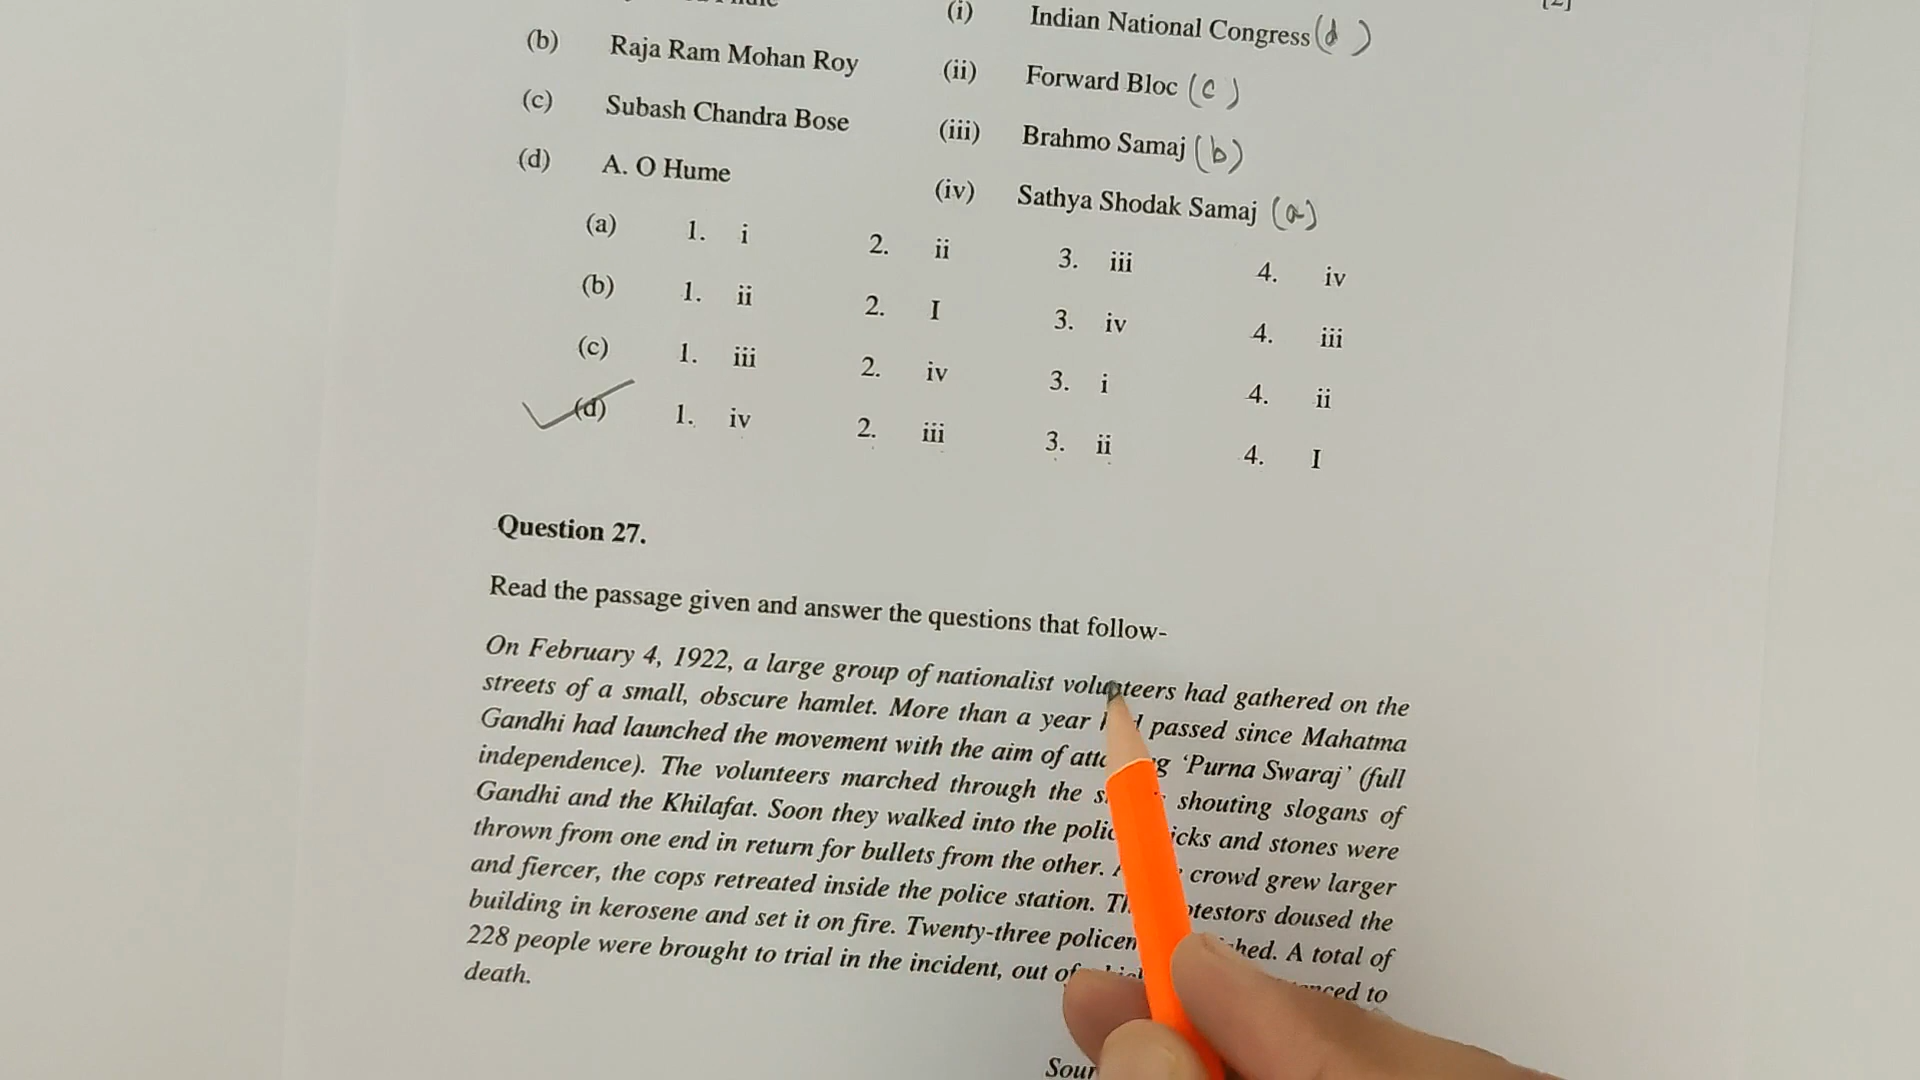 (i) Indian National Congress (d)
(b) Raja Ram Mohan Roy (ii) Forward Bloc (c)
(c) Subash Chandra Bose (iii) Brahmo Samaj (b)
(d) A. O Hume (iv) Sathya Shodak Samaj (a)
(a) 1. i 2. ii 3. iii 4. iv
(b) 1. ii 2. I 3. iv 4. iii
(c) 1. iii 2. iv 3. i 4. ii
(d) 1. iv 2. iii 3. ii 4. I
Question 27.
Read the passage given and answer the questions that follow-
On February 4, 1922, a large group of nationalist volunteers had gathered on the
streets of a small, obscure hamlet. More than a year passed since Mahatma
Gandhi had launched the movement with the aim of 'Purna Swaraj' (full
independence). The volunteers marched through the shouting slogans of
Gandhi and the Khilafat. Soon they walked into the and stones were
thrown from one end in return for bullets from the other. crowd grew larger
and fiercer, the cops retreated inside the police station. doused the
building in kerosene and set it on fire. Twenty-three A total of
228 people were brought to trial in the incident, out to
death.